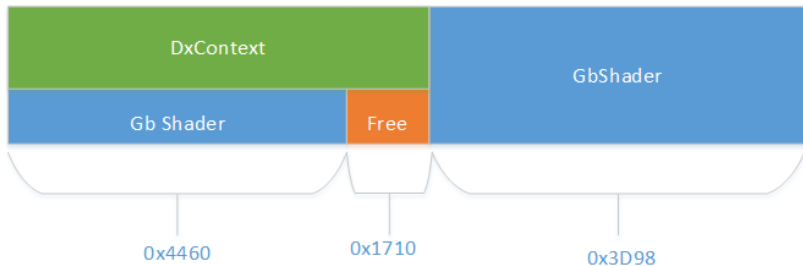 DxContext
GbShader
Gb Shader
Free
0x4460
0x1710
0x3D98